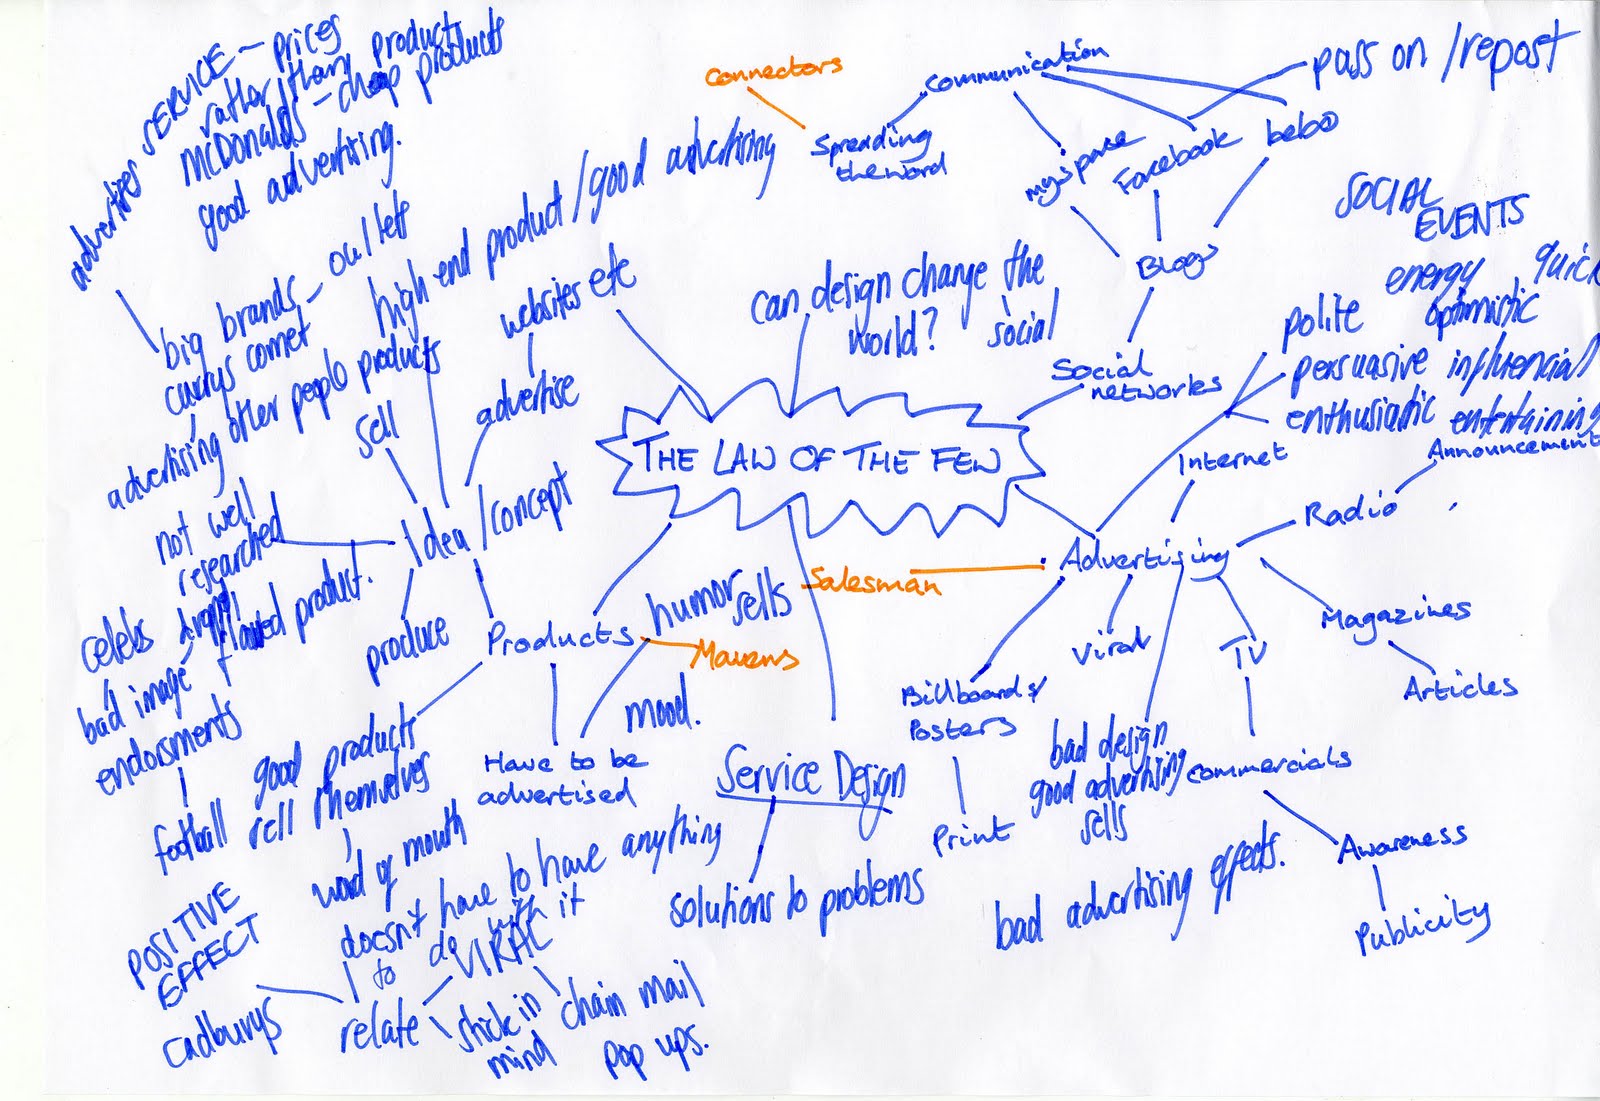 advertises SERVICE – prices
rather than product
McDONALDS – cheap products
good advertising.
big brands – outlets
currys comet
advertising other people products
high end product / good advertising
websites etc
advertise
sell
Idea / concept
not well
researched
flawed product.
celebs
bad image
endorsments
football
produce
Products
humor sells
Mavens
mood.
Have to be
advertised
good products
sell themselves
word of mouth
doesn't have to have anything
to do with it
VIRAL
relate
stick in
mind
chain mail
pop ups.
POSITIVE
EFFECT
cadburys
Connectors
Spreading
the word
communication
pass on / repost
myspace
Facebook
bebo
Blogs
Social
networks
can design change the
world? social
THE LAW OF THE FEW
SOCIAL
EVENTS
energy quick
polite optimistic
persuasive influencial
enthusiastic entertaining
Internet
Announcement
Radio
Salesman
Advertising
Magazines
Articles
Viral
TV
Billboards/
Posters
Print
bad design
good advertising
sells
commercials
Awareness
Publicity
bad advertising effects.
Service Design
solutions to problems